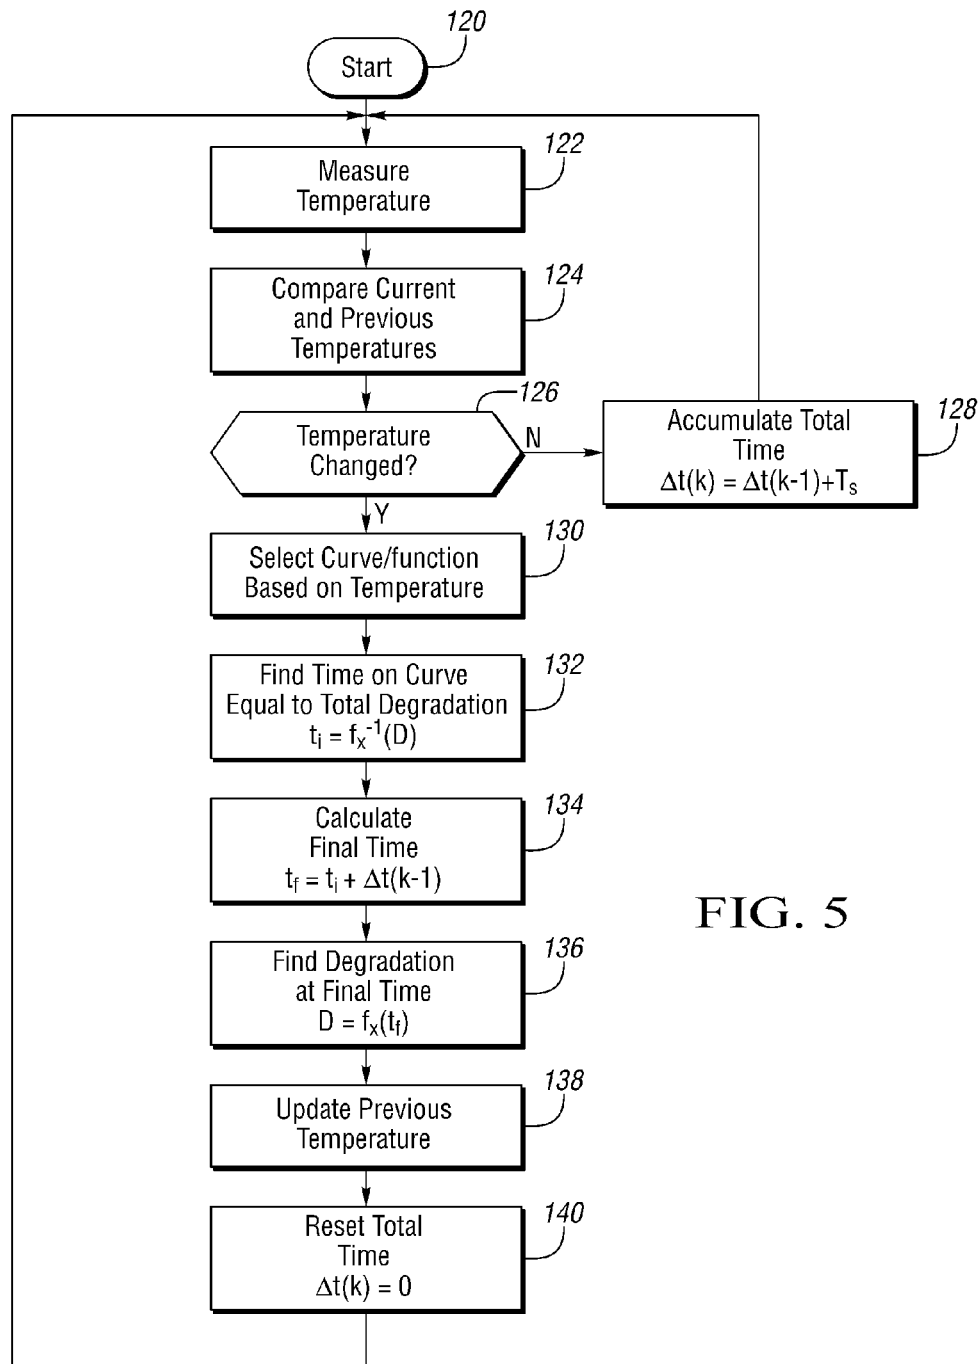 120
Start
Measure
Temperature
122
Compare Current
and Previous
Temperatures
124
Temperature
Changed?
126
N
Accumulate Total
Time
Δt(k) = Δt(k-1)+Tₛ
128
Y
Select Curve/function
Based on Temperature
130
Find Time on Curve
Equal to Total Degradation
tᵢ = fₓ⁻¹(D)
132
Calculate
Final Time
t_f = tᵢ + Δt(k-1)
134
FIG. 5
Find Degradation
at Final Time
D = fₓ(t_f)
136
Update Previous
Temperature
138
Reset Total
Time
Δt(k) = 0
140